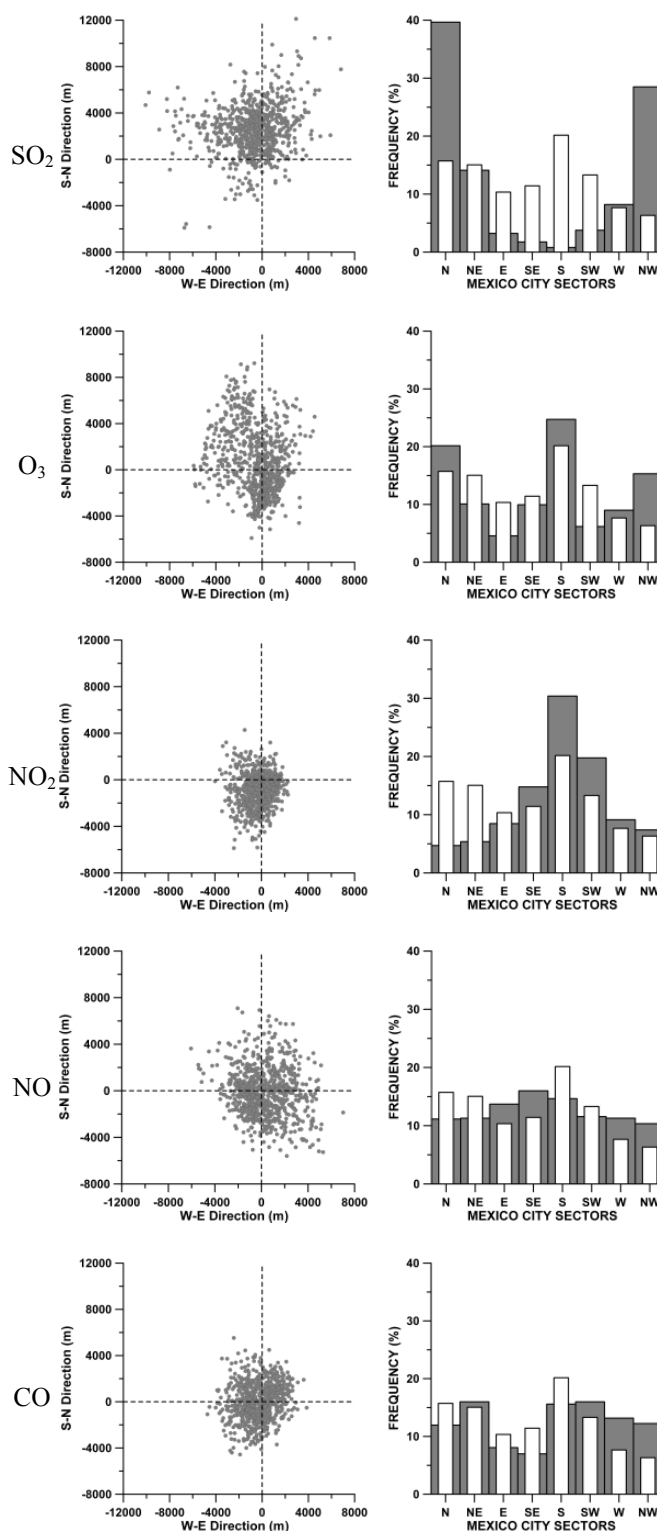 SO₂
S-N Direction (m)
12000
8000
4000
0
-4000
-8000
-12000 -8000 -4000 0 4000 8000
W-E Direction (m)
FREQUENCY (%)
40
30
20
10
0
N NE E SE S SW W NW
MEXICO CITY SECTORS
O₃
S-N Direction (m)
12000
8000
4000
0
-4000
-8000
-12000 -8000 -4000 0 4000 8000
W-E Direction (m)
FREQUENCY (%)
40
30
20
10
0
N NE E SE S SW W NW
MEXICO CITY SECTORS
NO₂
S-N Direction (m)
12000
8000
4000
0
-4000
-8000
-12000 -8000 -4000 0 4000 8000
W-E Direction (m)
FREQUENCY (%)
40
30
20
10
0
N NE E SE S SW W NW
MEXICO CITY SECTORS
NO
S-N Direction (m)
12000
8000
4000
0
-4000
-8000
-12000 -8000 -4000 0 4000 8000
W-E Direction (m)
FREQUENCY (%)
40
30
20
10
0
N NE E SE S SW W NW
MEXICO CITY SECTORS
CO
S-N Direction (m)
12000
8000
4000
0
-4000
-8000
-12000 -8000 -4000 0 4000 8000
W-E Direction (m)
FREQUENCY (%)
40
30
20
10
0
N NE E SE S SW W NW
MEXICO CITY SECTORS